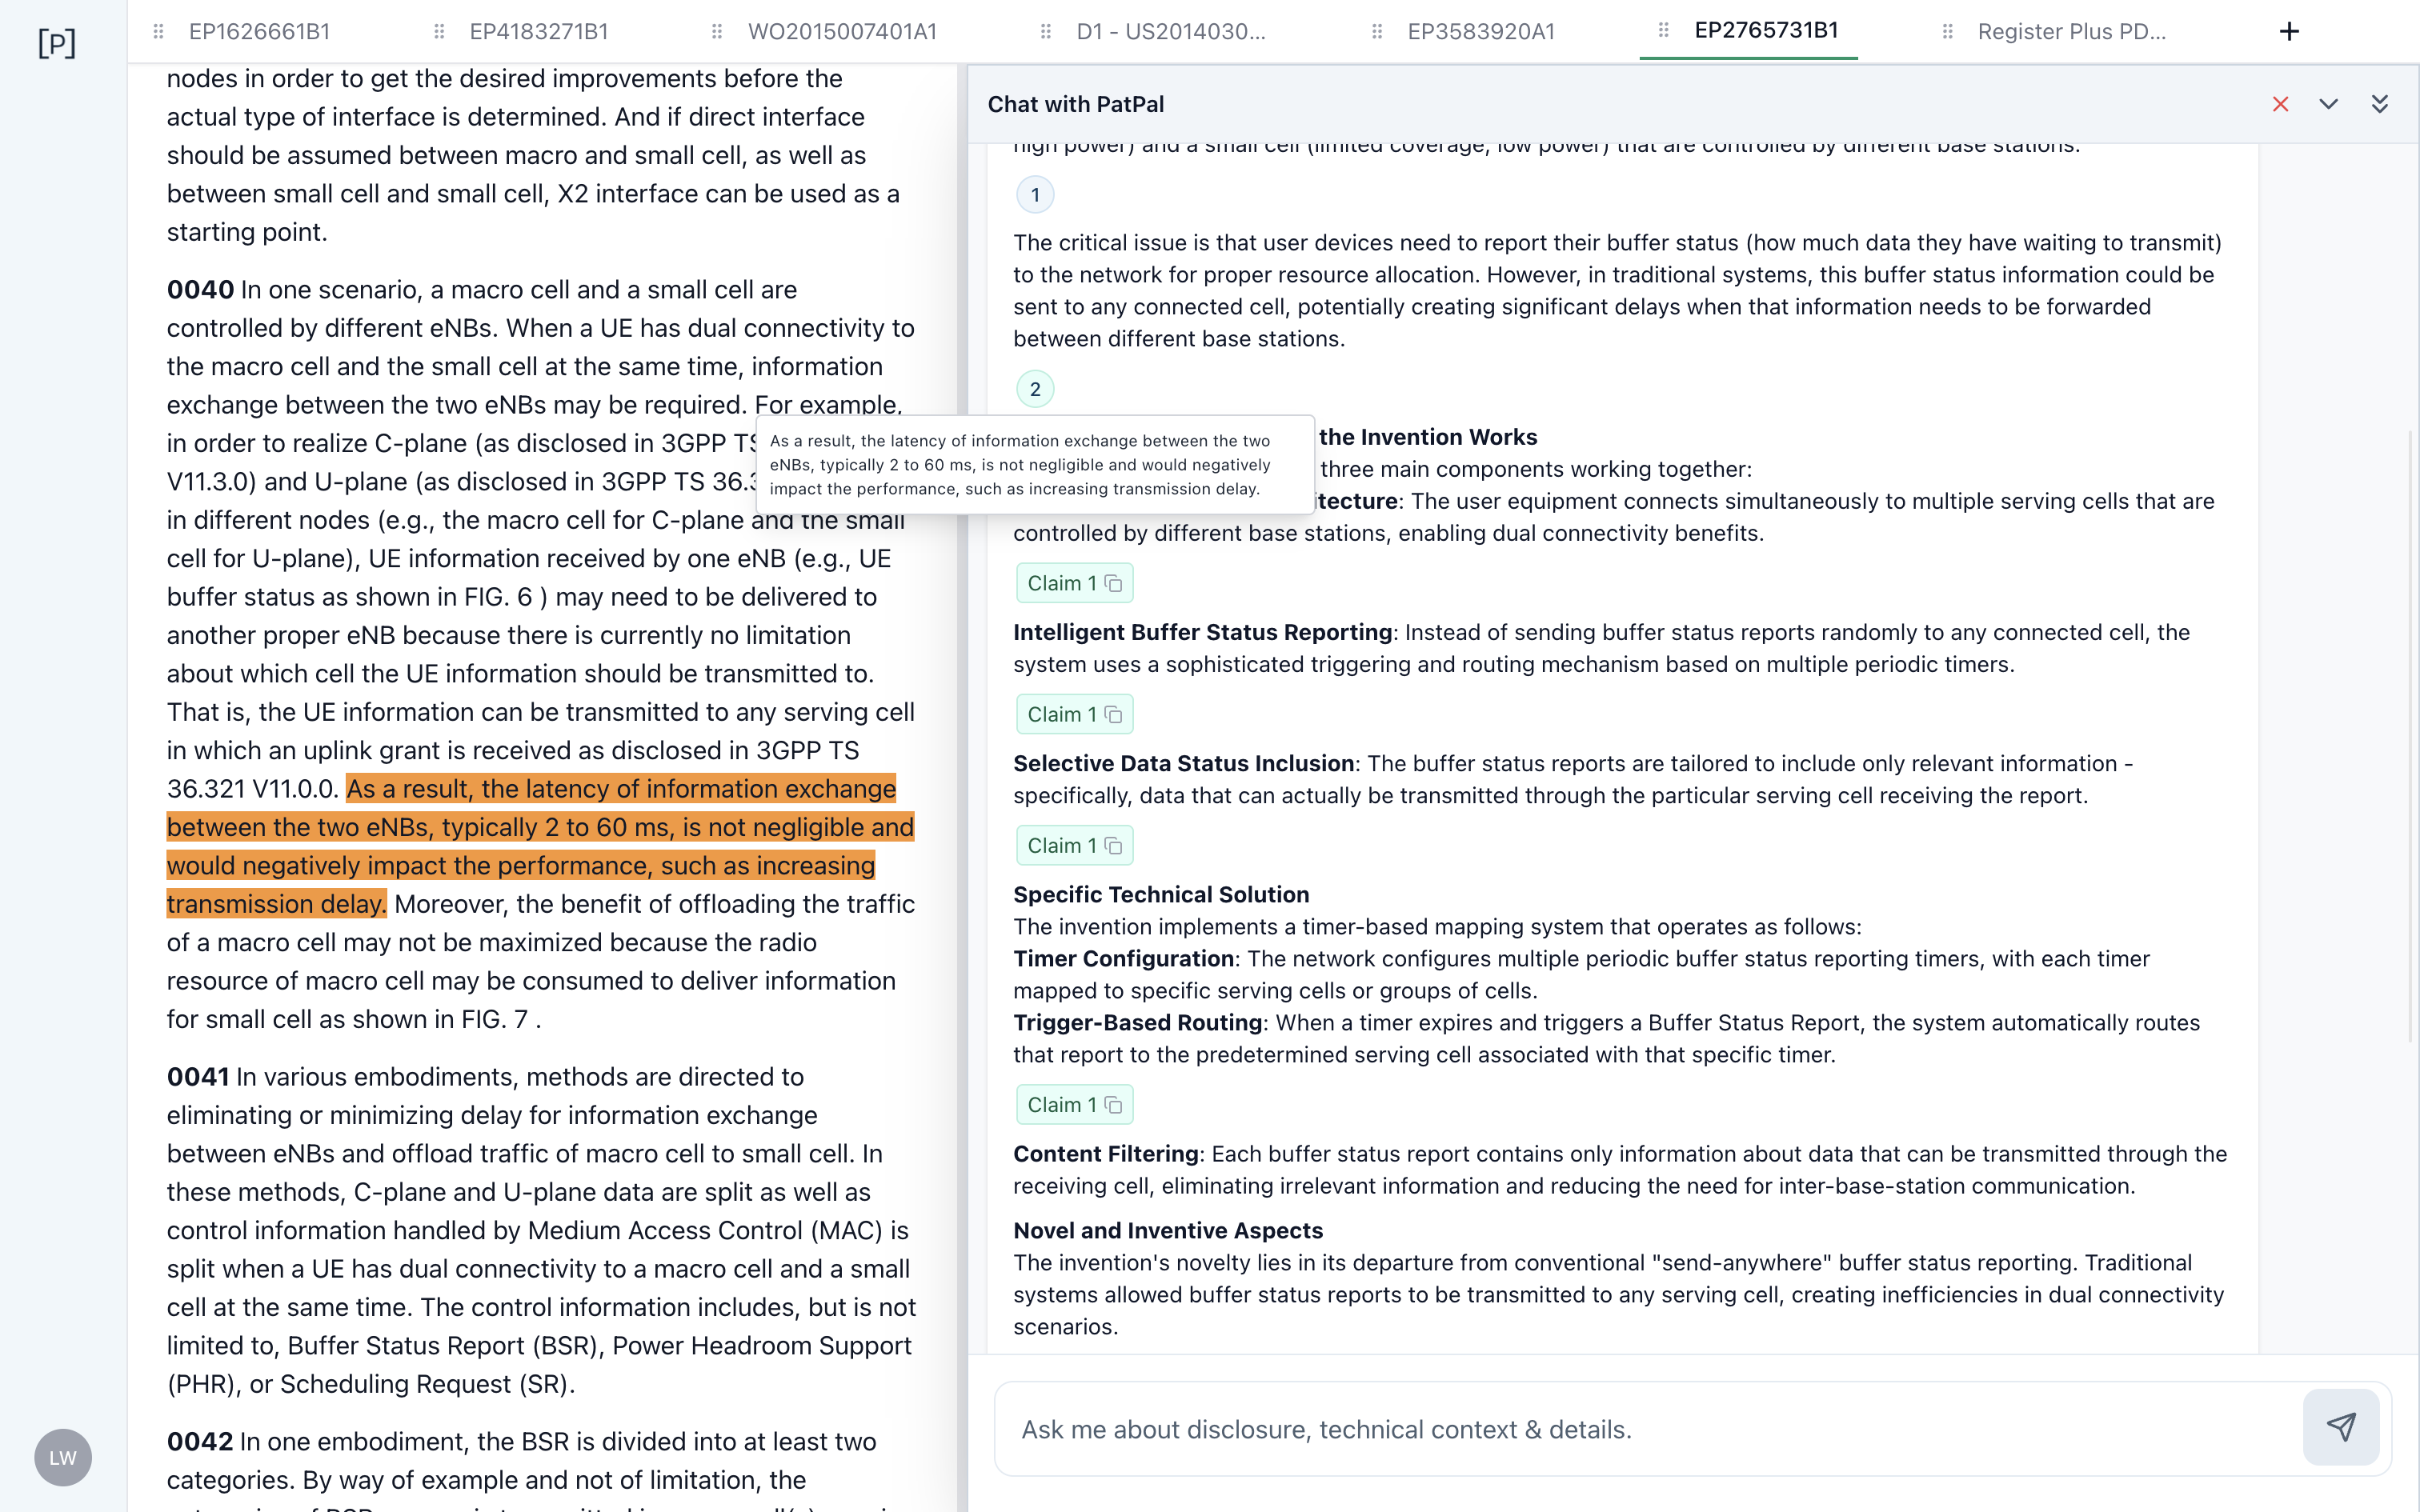 [P]
EP1626661B1
EP4183271B1
WO2015007401A1
D1 - US2014030...
EP3583920A1
EP2765731B1
Register Plus PD...
+
nodes in order to get the desired improvements before the
actual type of interface is determined. And if direct interface
should be assumed between macro and small cell, as well as
between small cell and small cell, X2 interface can be used as a
starting point.
0040 In one scenario, a macro cell and a small cell are
controlled by different eNBs. When a UE has dual connectivity to
the macro cell and the small cell at the same time, information
exchange between the two eNBs may be required. For example,
in order to realize C-plane (as disclosed in 3GPP TS
V11.3.0) and U-plane (as disclosed in 3GPP TS 36.3
in different nodes (e.g., the macro cell for C-plane and the small
cell for U-plane), UE information received by one eNB (e.g., UE
buffer status as shown in FIG. 6 ) may need to be delivered to
another proper eNB because there is currently no limitation
about which cell the UE information should be transmitted to.
That is, the UE information can be transmitted to any serving cell
in which an uplink grant is received as disclosed in 3GPP TS
36.321 V11.0.0. As a result, the latency of information exchange
between the two eNBs, typically 2 to 60 ms, is not negligible and
would negatively impact the performance, such as increasing
transmission delay. Moreover, the benefit of offloading the traffic
of a macro cell may not be maximized because the radio
resource of macro cell may be consumed to deliver information
for small cell as shown in FIG. 7 .
0041 In various embodiments, methods are directed to
eliminating or minimizing delay for information exchange
between eNBs and offload traffic of macro cell to small cell. In
these methods, C-plane and U-plane data are split as well as
control information handled by Medium Access Control (MAC) is
split when a UE has dual connectivity to a macro cell and a small
cell at the same time. The control information includes, but is not
limited to, Buffer Status Report (BSR), Power Headroom Support
(PHR), or Scheduling Request (SR).
0042 In one embodiment, the BSR is divided into at least two
categories. By way of example and not of limitation, the
LW
Chat with PatPal
high power) and a small cell (limited coverage, low power) that are controlled by different base stations.
1
The critical issue is that user devices need to report their buffer status (how much data they have waiting to transmit)
to the network for proper resource allocation. However, in traditional systems, this buffer status information could be
sent to any connected cell, potentially creating significant delays when that information needs to be forwarded
between different base stations.
2
As a result, the latency of information exchange between the two
eNBs, typically 2 to 60 ms, is not negligible and would negatively
impact the performance, such as increasing transmission delay.
the Invention Works
three main components working together:
itecture: The user equipment connects simultaneously to multiple serving cells that are
controlled by different base stations, enabling dual connectivity benefits.
Claim 1
Intelligent Buffer Status Reporting: Instead of sending buffer status reports randomly to any connected cell, the
system uses a sophisticated triggering and routing mechanism based on multiple periodic timers.
Claim 1
Selective Data Status Inclusion: The buffer status reports are tailored to include only relevant information -
specifically, data that can actually be transmitted through the particular serving cell receiving the report.
Claim 1
Specific Technical Solution
The invention implements a timer-based mapping system that operates as follows:
Timer Configuration: The network configures multiple periodic buffer status reporting timers, with each timer
mapped to specific serving cells or groups of cells.
Trigger-Based Routing: When a timer expires and triggers a Buffer Status Report, the system automatically routes
that report to the predetermined serving cell associated with that specific timer.
Claim 1
Content Filtering: Each buffer status report contains only information about data that can be transmitted through the
receiving cell, eliminating irrelevant information and reducing the need for inter-base-station communication.
Novel and Inventive Aspects
The invention's novelty lies in its departure from conventional "send-anywhere" buffer status reporting. Traditional
systems allowed buffer status reports to be transmitted to any serving cell, creating inefficiencies in dual connectivity
scenarios.
Ask me about disclosure, technical context & details.